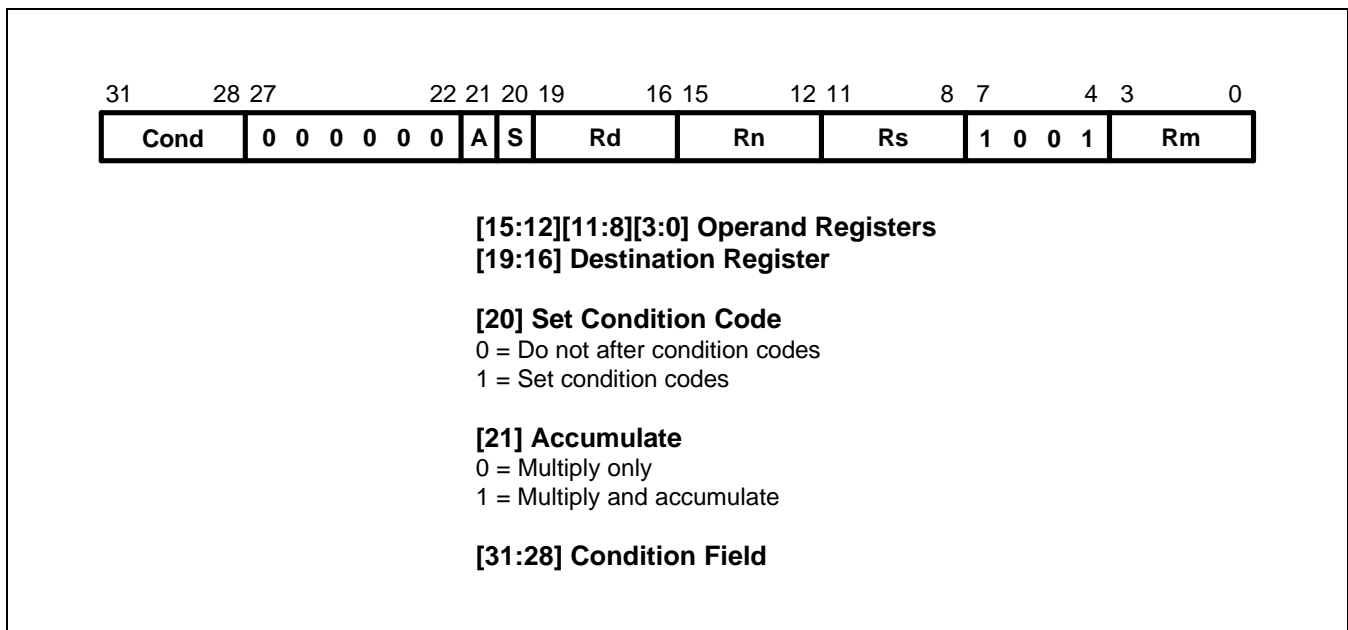 31 28 27 22 21 20 19 16 15 12 11 8 7 4 3 0
Cond 0 0 0 0 0 0 A S Rd Rn Rs 1 0 0 1 Rm
[15:12][11:8][3:0] Operand Registers
[19:16] Destination Register
[20] Set Condition Code
0 = Do not after condition codes
1 = Set condition codes
[21] Accumulate
0 = Multiply only
1 = Multiply and accumulate
[31:28] Condition Field